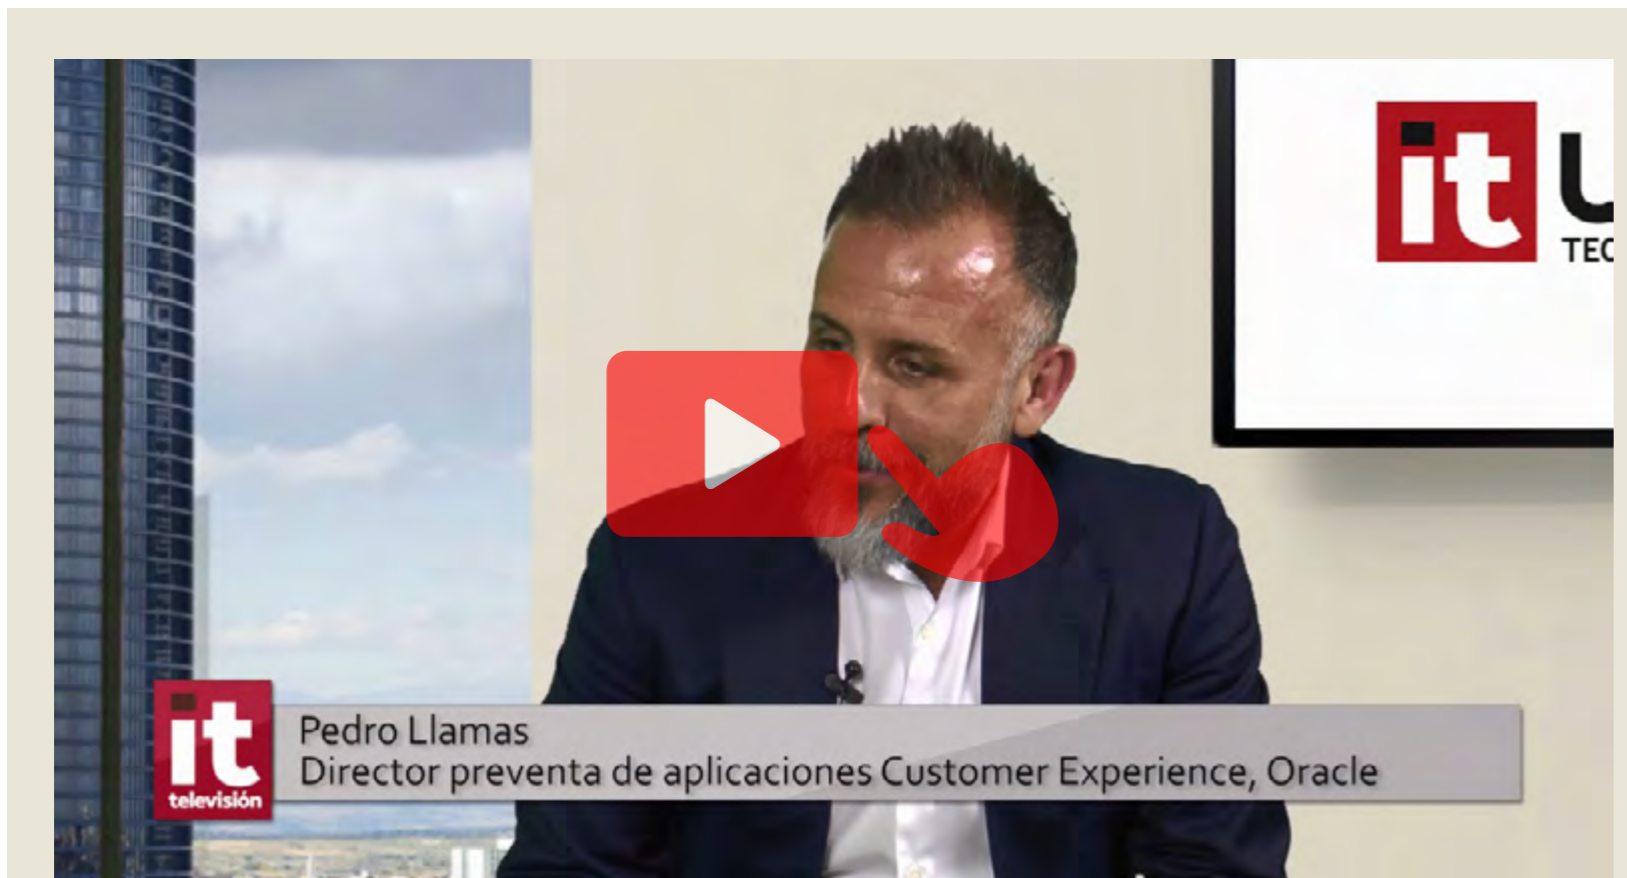 it U
TEC
it
televisión
Pedro Llamas
Director preventa de aplicaciones Customer Experience, Oracle